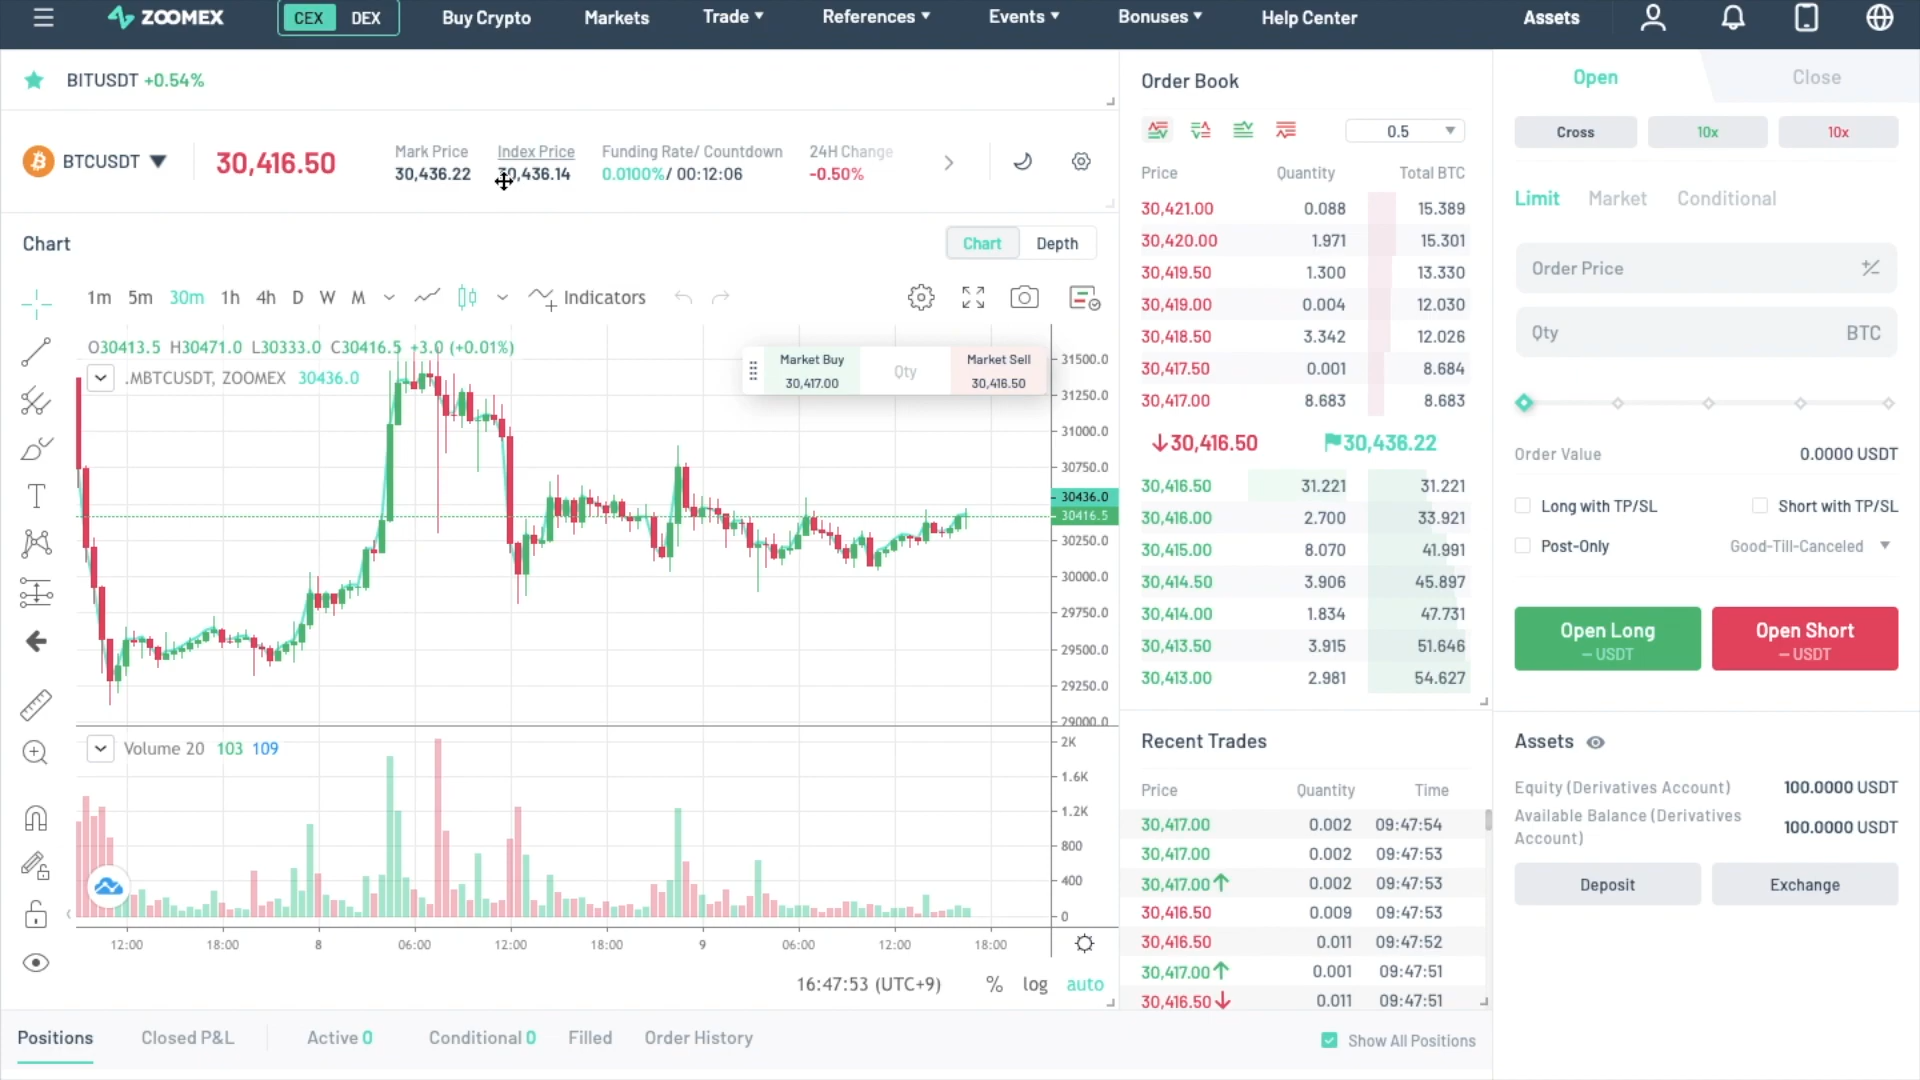 ZOOMEX CEX DEX Buy Crypto Markets Trade ▼ References ▼ Events ▼ Bonuses ▼ Help Center Assets
BITUSDT +0.54%
BTCUSDT ▼ 30,416.50
Mark Price Index Price Funding Rate/ Countdown 24H Change
30,436.22 30,436.14 0.0100%/ 00:12:06 -0.50%
Chart Chart Depth
1m 5m 30m 1h 4h D W M Indicators
O30413.5 H30471.0 L30333.0 C30416.5 +3.0 (+0.01%)
.MBTCUSDT, ZOOMEX 30436.0
Market Buy Qty Market Sell
30,417.00 30,416.50
31500.0
31250.0
31000.0
30750.0
30436.0
30416.5
30250.0
30000.0
29750.0
29500.0
29250.0
29000.0
Volume 20 103 109
2K
1.6K
1.2K
800
400
0
12:00 18:00 8 06:00 12:00 18:00 9 06:00 12:00 18:00
16:47:53 (UTC+9) % log auto
Order Book
0.5
Price Quantity Total BTC
30,421.00 0.088 15.389
30,420.00 1.971 15.301
30,419.50 1.300 13.330
30,419.00 0.004 12.030
30,418.50 3.342 12.026
30,417.50 0.001 8.684
30,417.00 8.683 8.683
↓30,416.50 30,436.22
30,416.50 31.221 31.221
30,416.00 2.700 33.921
30,415.00 8.070 41.991
30,414.50 3.906 45.897
30,414.00 1.834 47.731
30,413.50 3.915 51.646
30,413.00 2.981 54.627
Recent Trades
Price Quantity Time
30,417.00 0.002 09:47:54
30,417.00 0.002 09:47:53
30,417.00↑ 0.002 09:47:53
30,416.50 0.009 09:47:53
30,416.50 0.011 09:47:52
30,417.00↑ 0.001 09:47:51
30,416.50↓ 0.011 09:47:51
Open Close
Cross 10x 10x
Limit Market Conditional
Order Price
Qty BTC
Order Value 0.0000 USDT
Long with TP/SL Short with TP/SL
Post-Only Good-Till-Canceled ▼
Open Long Open Short
– USDT – USDT
Assets
Equity (Derivatives Account) 100.0000 USDT
Available Balance (Derivatives
Account) 100.0000 USDT
Deposit Exchange
Positions Closed P&L Active 0 Conditional 0 Filled Order History Show All Positions